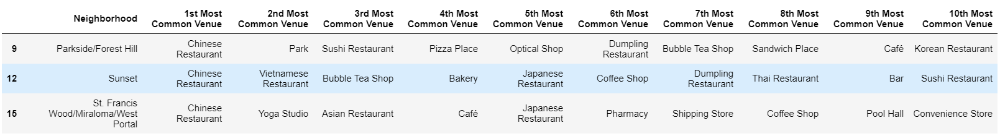 Neighborhood 1st Most Common Venue 2nd Most Common Venue 3rd Most Common Venue 4th Most Common Venue 5th Most Common Venue 6th Most Common Venue 7th Most Common Venue 8th Most Common Venue 9th Most Common Venue 10th Most Common Venue
9 Parkside/Forest Hill Chinese Restaurant Park Sushi Restaurant Pizza Place Optical Shop Dumpling Restaurant Bubble Tea Shop Sandwich Place Café Korean Restaurant
12 Sunset Chinese Restaurant Vietnamese Restaurant Bubble Tea Shop Bakery Japanese Restaurant Coffee Shop Dumpling Restaurant Thai Restaurant Bar Sushi Restaurant
15 St. Francis Wood/Miraloma/West Portal Chinese Restaurant Yoga Studio Asian Restaurant Café Japanese Restaurant Pharmacy Shipping Store Coffee Shop Pool Hall Convenience Store